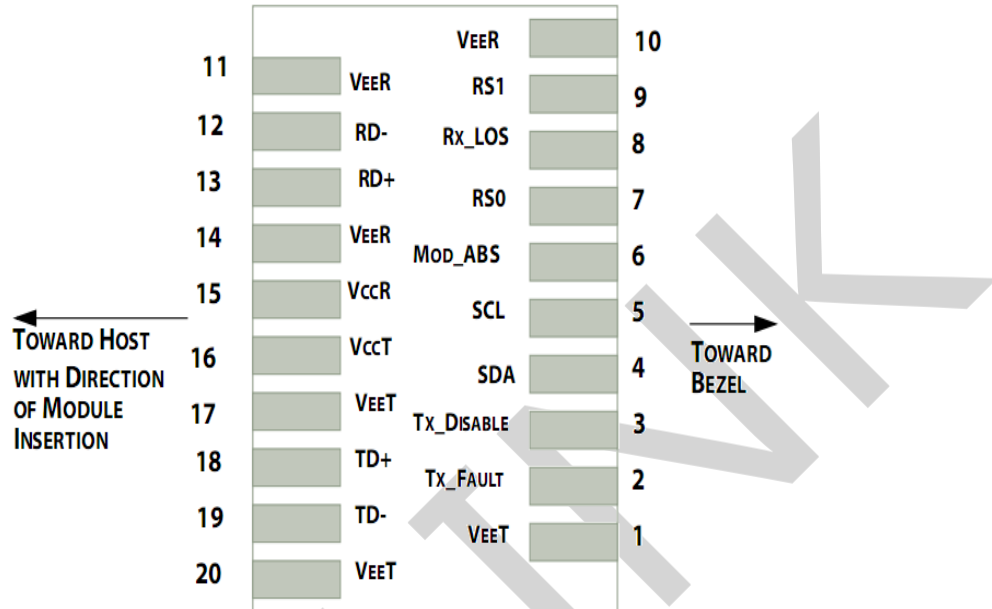 VEER 10
11 VEER
RS1 9
12 RD-
RX_LOS 8
13 RD+
RS0 7
14 VEER
MOD_ABS 6
15 VCCR
SCL 5
TOWARD HOST
WITH DIRECTION
OF MODULE
INSERTION
TOWARD
BEZEL
16 VCCT
SDA 4
17 VEET
TX_DISABLE 3
18 TD+
TX_FAULT 2
19 TD-
VEET 1
20 VEET